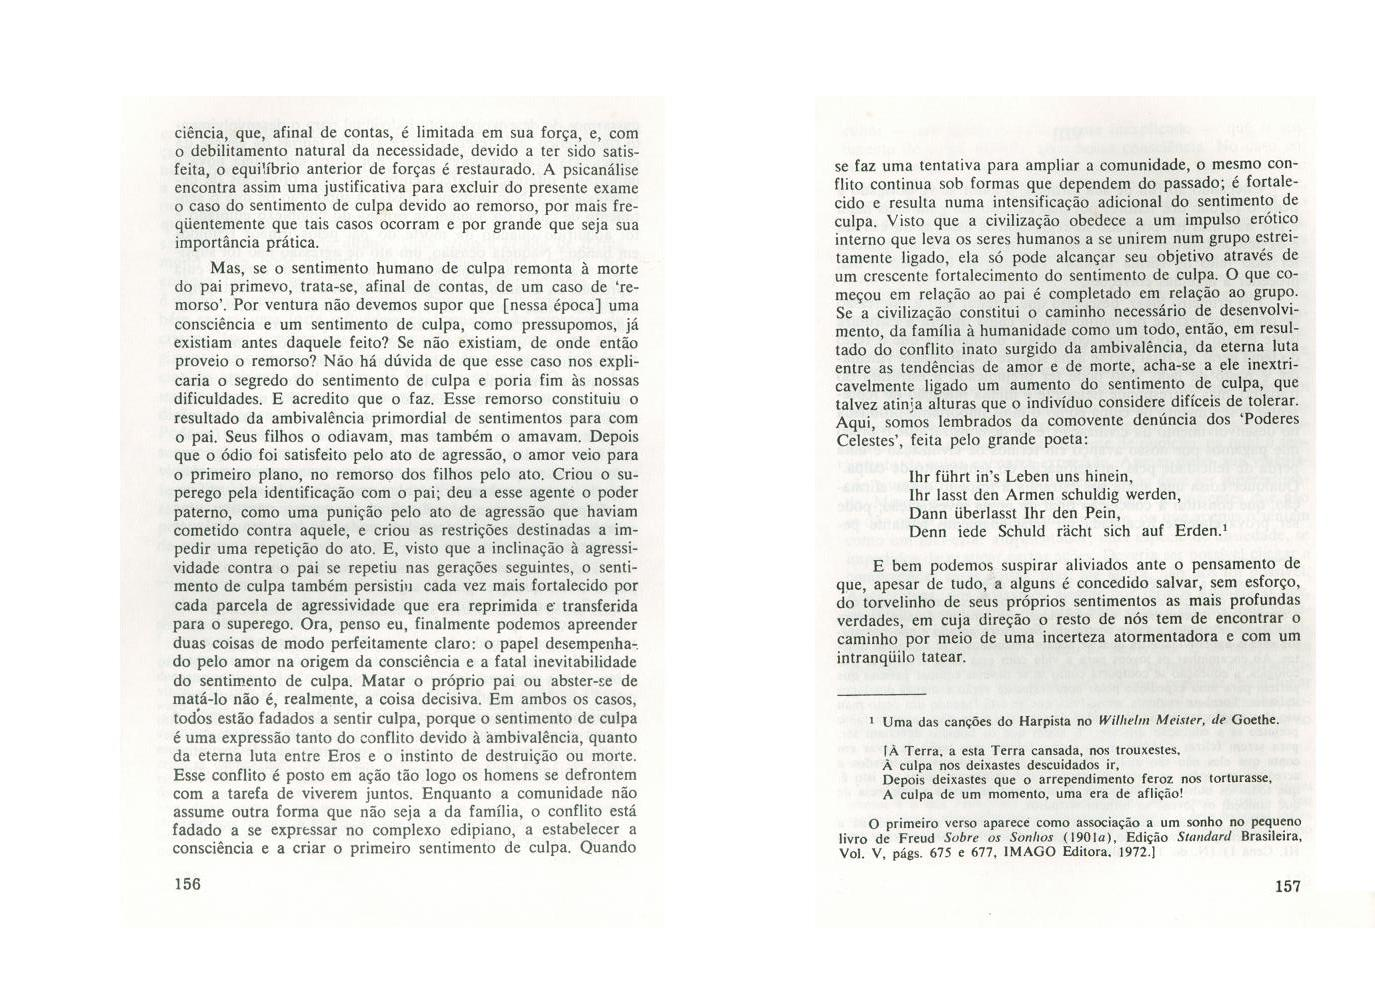 ciência, que, afinal de contas, é limitada em sua força, e, com
o debilitamento natural da necessidade, devido a ter sido satis-
feita, o equilíbrio anterior de forças é restaurado. A psicanálise
encontra assim uma justificativa para excluir do presente exame
o caso do sentimento de culpa devido ao remorso, por mais fre-
qüentemente que tais casos ocorram e por grande que seja sua
importância prática.
Mas, se o sentimento humano de culpa remonta à morte
do pai primevo, trata-se, afinal de contas, de um caso de ‘re-
morso’. Por ventura não devemos supor que [nessa época] uma
consciência e um sentimento de culpa, como pressupomos, já
existiam antes daquele feito? Se não existiam, de onde então
proveio o remorso? Não há dúvida de que esse caso nos expli-
caria o segredo do sentimento de culpa e poria fim às nossas
dificuldades. E acredito que o faz. Esse remorso constituiu o
resultado da ambivalência primordial de sentimentos para com
o pai. Seus filhos o odiavam, mas também o amavam. Depois
que o ódio foi satisfeito pelo ato de agressão, o amor veio para
o primeiro plano, no remorso dos filhos pelo ato. Criou o su-
perego pela identificação com o pai; deu a esse agente o poder
paterno, como uma punição pelo ato de agressão que haviam
cometido contra aquele, e criou as restrições destinadas a im-
pedir uma repetição do ato. E, visto que a inclinação à agressi-
vidade contra o pai se repetiu nas gerações seguintes, o senti-
mento de culpa também persistiu cada vez mais fortalecido por
cada parcela de agressividade que era reprimida e transferida
para o superego. Ora, penso eu, finalmente podemos apreender
duas coisas de modo perfeitamente claro: o papel desempenha-
do pelo amor na origem da consciência e a fatal inevitabilidade
do sentimento de culpa. Matar o próprio pai ou abster-se de
matá-lo não é, realmente, a coisa decisiva. Em ambos os casos,
todos estão fadados a sentir culpa, porque o sentimento de culpa
é uma expressão tanto do conflito devido à ambivalência, quanto
da eterna luta entre Eros e o instinto de destruição ou morte.
Esse conflito é posto em ação tão logo os homens se defrontem
com a tarefa de viverem juntos. Enquanto a comunidade não
assume outra forma que não seja a da família, o conflito está
fadado a se expressar no complexo edipiano, a estabelecer a
consciência e a criar o primeiro sentimento de culpa. Quando
156
se faz uma tentativa para ampliar a comunidade, o mesmo con-
flito continua sob formas que dependem do passado; é fortale-
cido e resulta numa intensificação adicional do sentimento de
culpa. Visto que a civilização obedece a um impulso erótico
interno que leva os seres humanos a se unirem num grupo estrei-
tamente ligado, ela só pode alcançar seu objetivo através de
um crescente fortalecimento do sentimento de culpa. O que co-
meçou em relação ao pai é completado em relação ao grupo.
Se a civilização constitui o caminho necessário de desenvolvi-
mento, da família à humanidade como um todo, então, em resul-
tado do conflito inato surgido da ambivalência, da eterna luta
entre as tendências de amor e de morte, acha-se a ele inextri-
cavelmente ligado um aumento do sentimento de culpa, que
talvez atinja alturas que o indivíduo considere difíceis de tolerar.
Aqui, somos lembrados da comovente denúncia dos ‘Poderes
Celestes’, feita pelo grande poeta:
Ihr führt in’s Leben uns hinein,
Ihr lasst den Armen schuldig werden,
Dann überlasst Ihr den Pein,
Denn iede Schuld rächt sich auf Erden.¹
E bem podemos suspirar aliviados ante o pensamento de
que, apesar de tudo, a alguns é concedido salvar, sem esforço,
do torvelinho de seus próprios sentimentos as mais profundas
verdades, em cuja direção o resto de nós tem de encontrar o
caminho por meio de uma incerteza atormentadora e com um
intranqüilo tatear.
¹ Uma das canções do Harpista no Wilhelm Meister, de Goethe.
[À Terra, a esta Terra cansada, nos trouxestes,
À culpa nos deixastes descuidados ir,
Depois deixastes que o arrependimento feroz nos torturasse,
A culpa de um momento, uma era de aflição!
O primeiro verso aparece como associação a um sonho no pequeno
livro de Freud Sobre os Sonhos (1901a), Edição Standard Brasileira,
Vol. V, págs. 675 e 677, IMAGO Editora, 1972.]
157